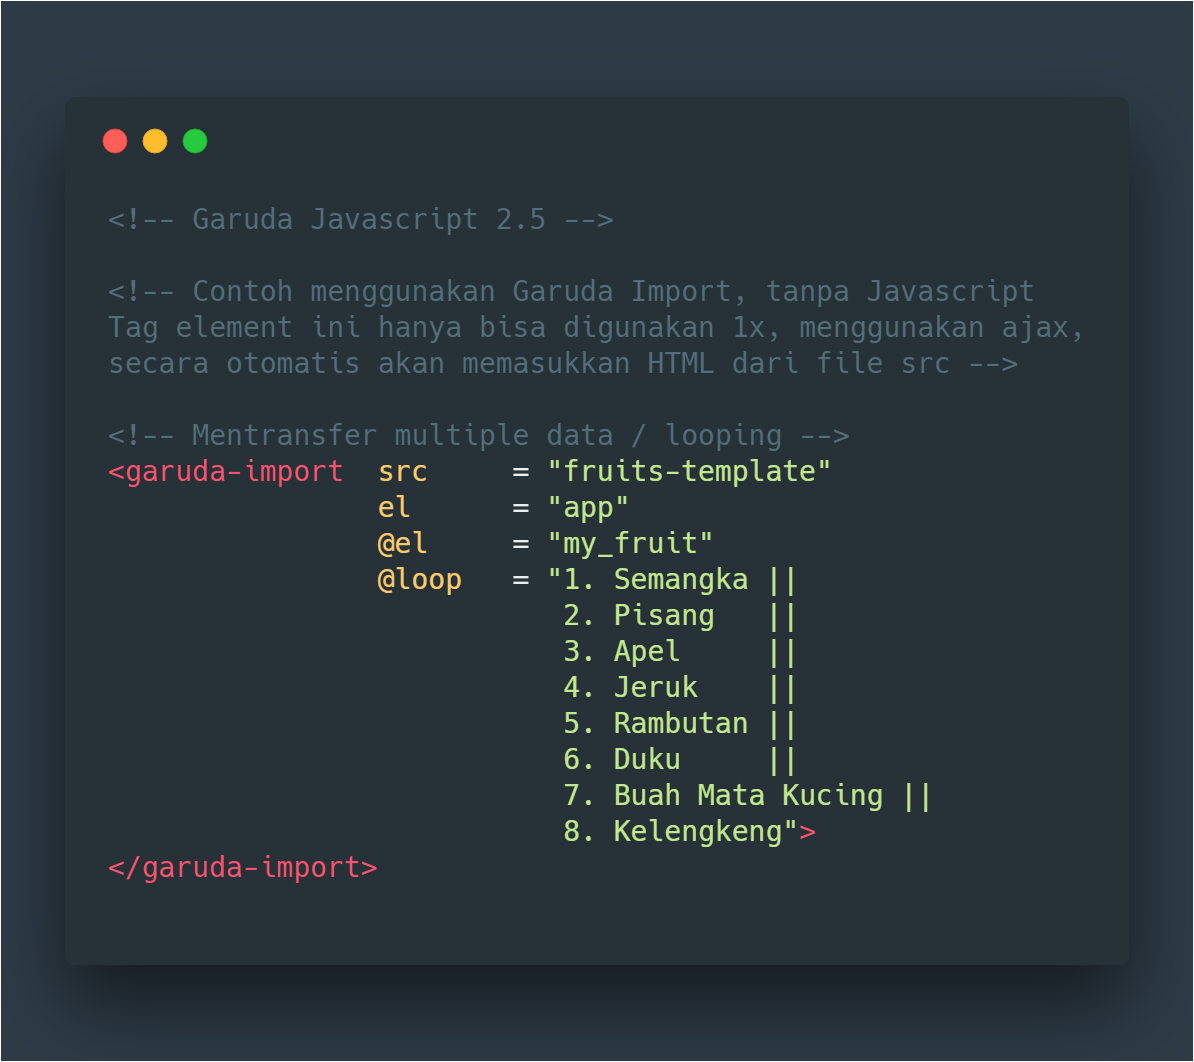 <!-- Garuda Javascript 2.5 -->
<!-- Contoh menggunakan Garuda Import, tanpa Javascript
Tag element ini hanya bisa digunakan 1x, menggunakan ajax,
secara otomatis akan memasukkan HTML dari file src -->
<!-- Mentransfer multiple data / looping -->
<garuda-import  src     = "fruits-template"
                el      = "app"
                @el     = "my_fruit"
                @loop   = "1. Semangka ||
                           2. Pisang   ||
                           3. Apel     ||
                           4. Jeruk    ||
                           5. Rambutan ||
                           6. Duku     ||
                           7. Buah Mata Kucing ||
                           8. Kelengkeng">
</garuda-import>